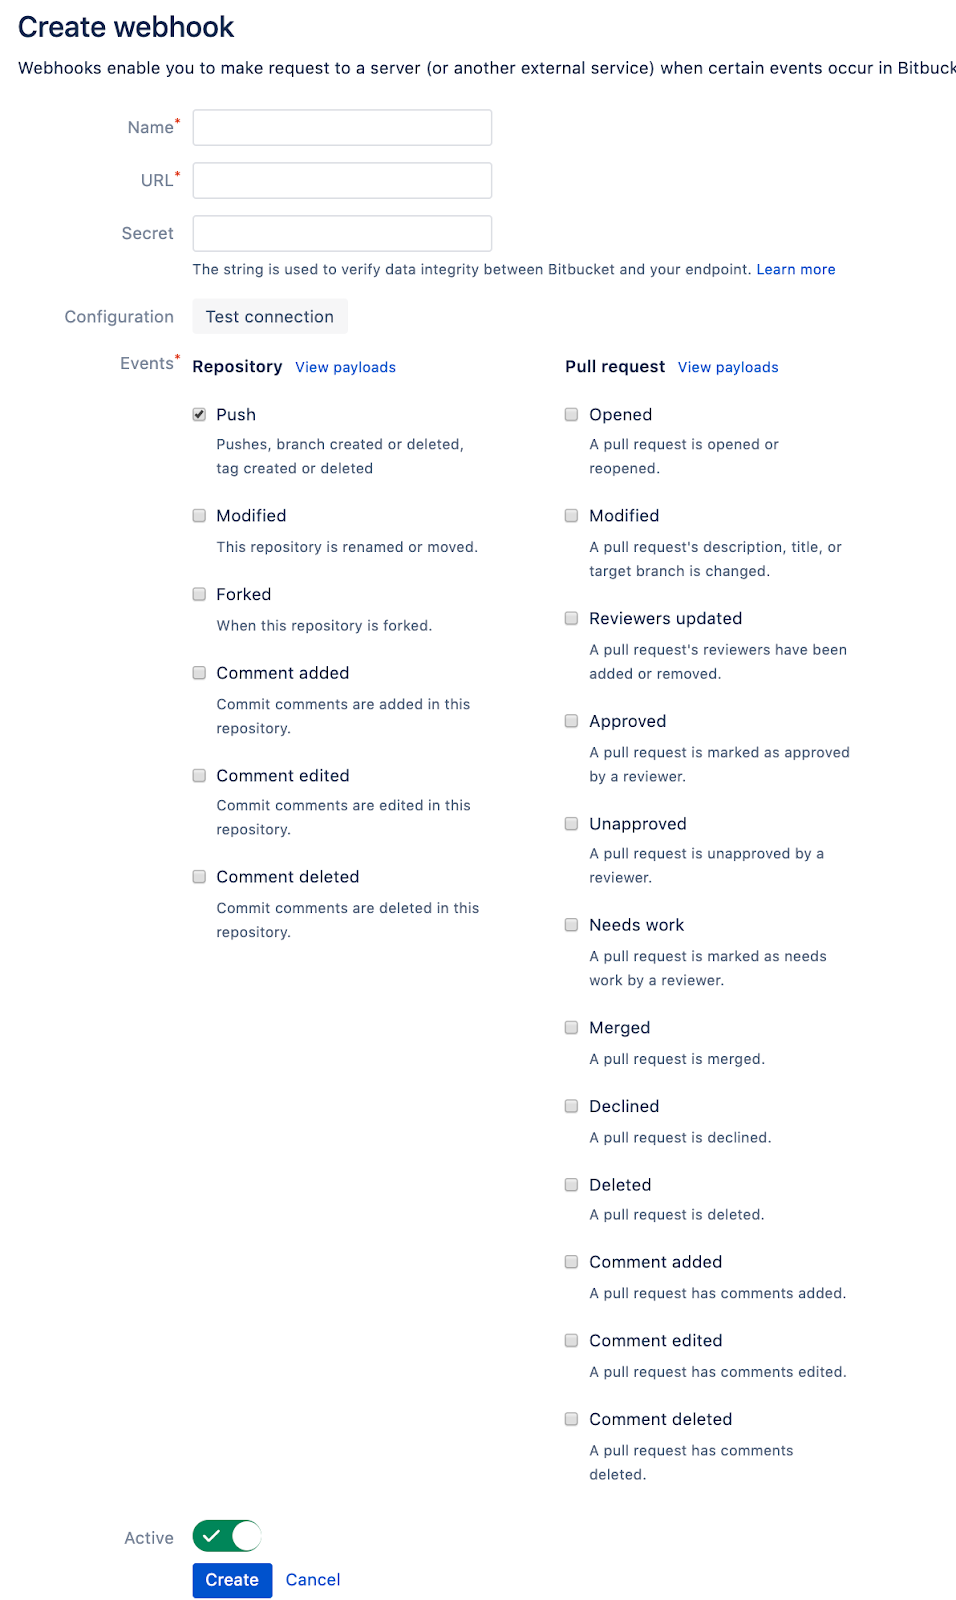 Create webhook
Webhooks enable you to make request to a server (or another external service) when certain events occur in Bitbuck
Name*
URL*
Secret
The string is used to verify data integrity between Bitbucket and your endpoint. Learn more
Configuration Test connection
Events*
Repository View payloads
Push
Pushes, branch created or deleted,
tag created or deleted
Modified
This repository is renamed or moved.
Forked
When this repository is forked.
Comment added
Commit comments are added in this
repository.
Comment edited
Commit comments are edited in this
repository.
Comment deleted
Commit comments are deleted in this
repository.
Pull request View payloads
Opened
A pull request is opened or
reopened.
Modified
A pull request's description, title, or
target branch is changed.
Reviewers updated
A pull request's reviewers have been
added or removed.
Approved
A pull request is marked as approved
by a reviewer.
Unapproved
A pull request is unapproved by a
reviewer.
Needs work
A pull request is marked as needs
work by a reviewer.
Merged
A pull request is merged.
Declined
A pull request is declined.
Deleted
A pull request is deleted.
Comment added
A pull request has comments added.
Comment edited
A pull request has comments edited.
Comment deleted
A pull request has comments
deleted.
Active
Create Cancel